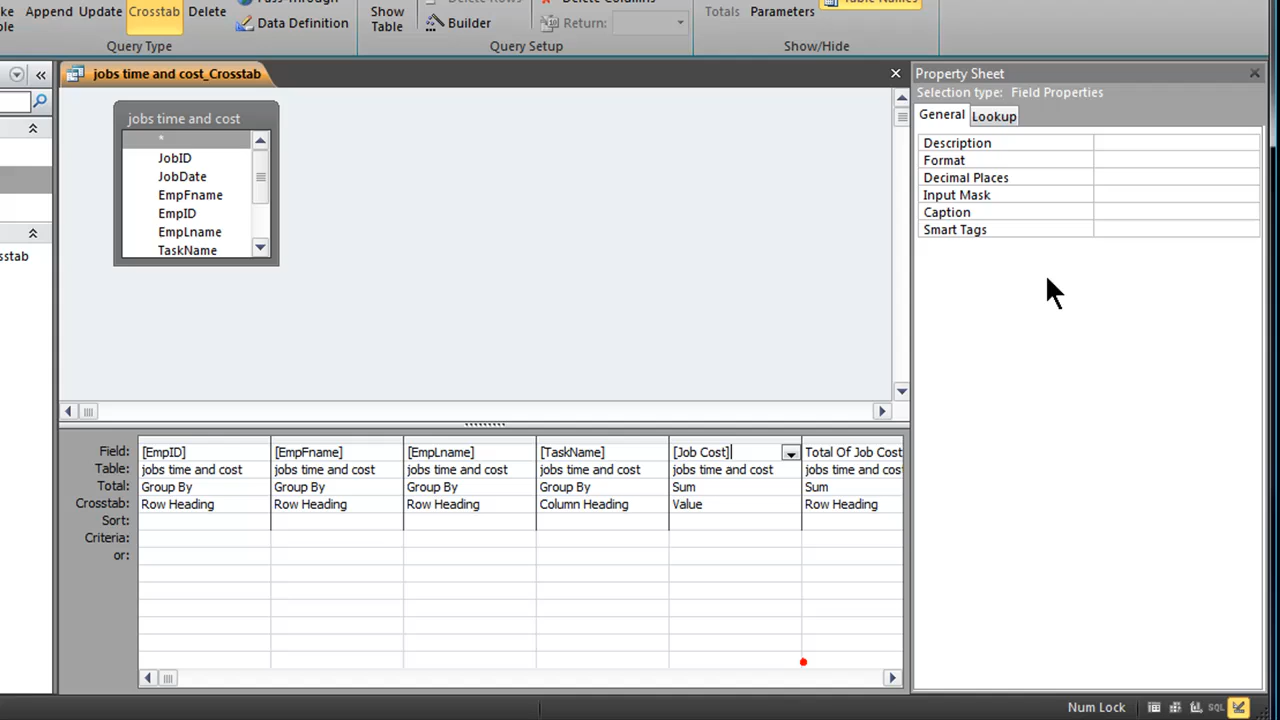 Append Update Crosstab Delete
Data Definition
Query Type
Show
Table
Builder
Return:
Query Setup
Totals Parameters
Show/Hide
jobs time and cost_Crosstab
jobs time and cost
*
JobID
JobDate
EmpFname
EmpID
EmpLname
TaskName
Property Sheet
Selection type: Field Properties
General Lookup
Description
Format
Decimal Places
Input Mask
Caption
Smart Tags
Field: [EmpID] [EmpFname] [EmpLname] [TaskName] [Job Cost] Total Of Job Cost
Table: jobs time and cost jobs time and cost jobs time and cost jobs time and cost jobs time and cost jobs time and cost
Total: Group By Group By Group By Group By Sum Sum
Crosstab: Row Heading Row Heading Row Heading Column Heading Value Row Heading
Sort:
Criteria:
or:
Num Lock
SQL